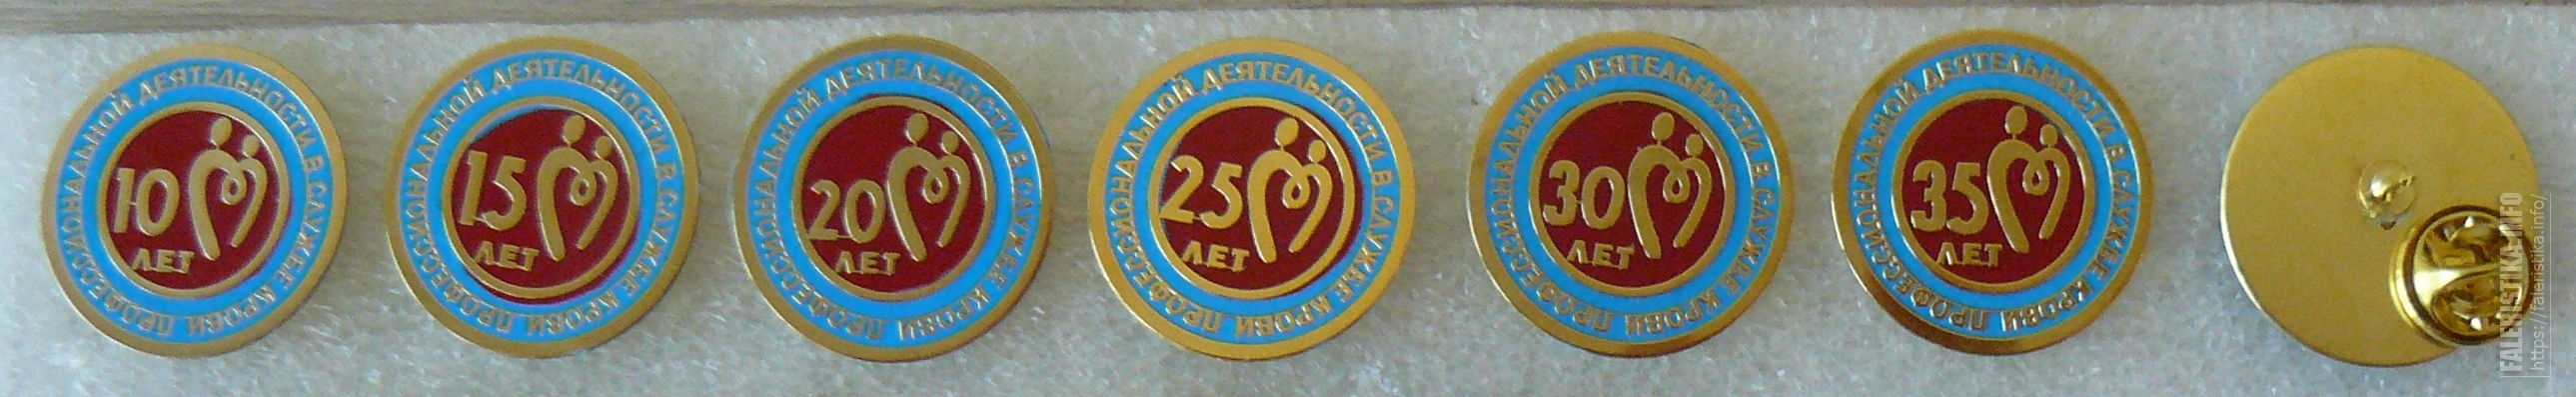 10
ЛЕТ
ПРОФЕССИОНАЛЬНОЙ ДЕЯТЕЛЬНОСТИ В СЛУЖБЕ КРОВИ
15
ЛЕТ
ПРОФЕССИОНАЛЬНОЙ ДЕЯТЕЛЬНОСТИ В СЛУЖБЕ КРОВИ
20
ЛЕТ
ПРОФЕССИОНАЛЬНОЙ ДЕЯТЕЛЬНОСТИ В СЛУЖБЕ КРОВИ
25
ЛЕТ
ПРОФЕССИОНАЛЬНОЙ ДЕЯТЕЛЬНОСТИ В СЛУЖБЕ КРОВИ
30
ЛЕТ
ПРОФЕССИОНАЛЬНОЙ ДЕЯТЕЛЬНОСТИ В СЛУЖБЕ КРОВИ
35
ЛЕТ
ПРОФЕССИОНАЛЬНОЙ ДЕЯТЕЛЬНОСТИ В СЛУЖБЕ КРОВИ
FALERISTIKA.INFO
https://faleristika.info/